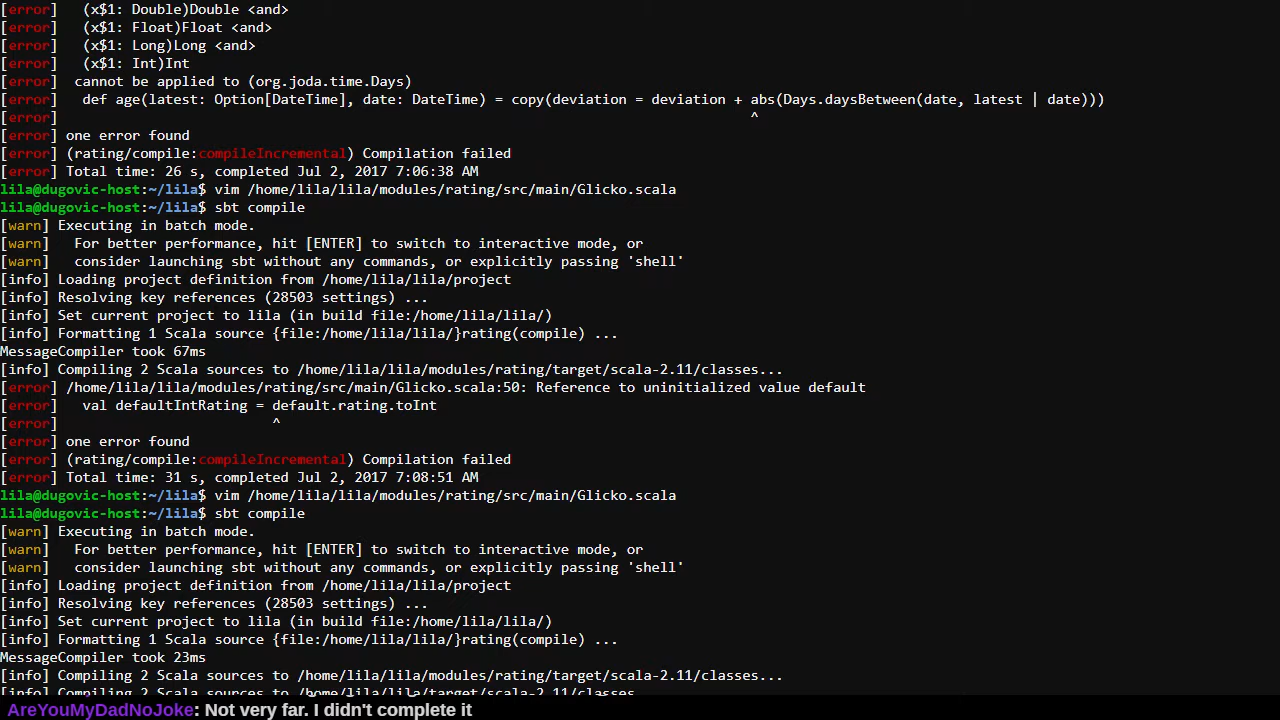 [error]   (x$1: Double)Double <and>
[error]   (x$1: Float)Float <and>
[error]   (x$1: Long)Long <and>
[error]   (x$1: Int)Int
[error]  cannot be applied to (org.joda.time.Days)
[error]   def age(latest: Option[DateTime], date: DateTime) = copy(deviation = deviation + abs(Days.daysBetween(date, latest | date)))
[error]                                                                                    ^
[error] one error found
[error] (rating/compile:compileIncremental) Compilation failed
[error] Total time: 26 s, completed Jul 2, 2017 7:06:38 AM
lila@dugovic-host:~/lila$ vim /home/lila/lila/modules/rating/src/main/Glicko.scala
lila@dugovic-host:~/lila$ sbt compile
[warn] Executing in batch mode.
[warn]   For better performance, hit [ENTER] to switch to interactive mode, or
[warn]   consider launching sbt without any commands, or explicitly passing 'shell'
[info] Loading project definition from /home/lila/lila/project
[info] Resolving key references (28503 settings) ...
[info] Set current project to lila (in build file:/home/lila/lila/)
[info] Formatting 1 Scala source {file:/home/lila/lila/}rating(compile) ...
MessageCompiler took 67ms
[info] Compiling 2 Scala sources to /home/lila/lila/modules/rating/target/scala-2.11/classes...
[error] /home/lila/lila/modules/rating/src/main/Glicko.scala:50: Reference to uninitialized value default
[error]   val defaultIntRating = default.rating.toInt
[error]                          ^
[error] one error found
[error] (rating/compile:compileIncremental) Compilation failed
[error] Total time: 31 s, completed Jul 2, 2017 7:08:51 AM
lila@dugovic-host:~/lila$ vim /home/lila/lila/modules/rating/src/main/Glicko.scala
lila@dugovic-host:~/lila$ sbt compile
[warn] Executing in batch mode.
[warn]   For better performance, hit [ENTER] to switch to interactive mode, or
[warn]   consider launching sbt without any commands, or explicitly passing 'shell'
[info] Loading project definition from /home/lila/lila/project
[info] Resolving key references (28503 settings) ...
[info] Set current project to lila (in build file:/home/lila/lila/)
[info] Formatting 1 Scala source {file:/home/lila/lila/}rating(compile) ...
MessageCompiler took 23ms
[info] Compiling 2 Scala sources to /home/lila/lila/modules/rating/target/scala-2.11/classes...
[info] Compiling 2 Scala sources to /home/lila/lila/target/scala-2.11/classes
AreYouMyDadNoJoke: Not very far. I didn't complete it